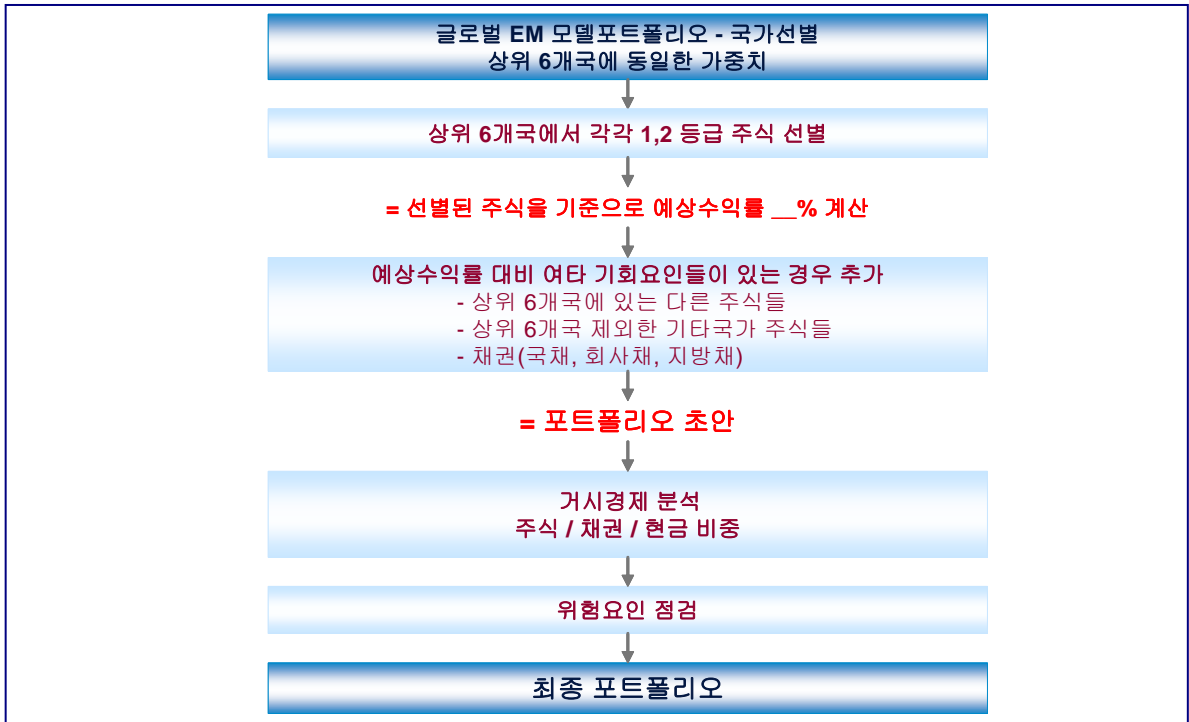 글로벌 EM 모델포트폴리오 - 국가선별
상위 6개국에 동일한 가중치
상위 6개국에서 각각 1,2 등급 주식 선별
= 선별된 주식을 기준으로 예상수익률 __% 계산
예상수익률 대비 여타 기회요인들이 있는 경우 추가
- 상위 6개국에 있는 다른 주식들
- 상위 6개국 제외한 기타국가 주식들
- 채권(국채, 회사채, 지방채)
= 포트폴리오 초안
거시경제 분석
주식 / 채권 / 현금 비중
위험요인 점검
최종 포트폴리오